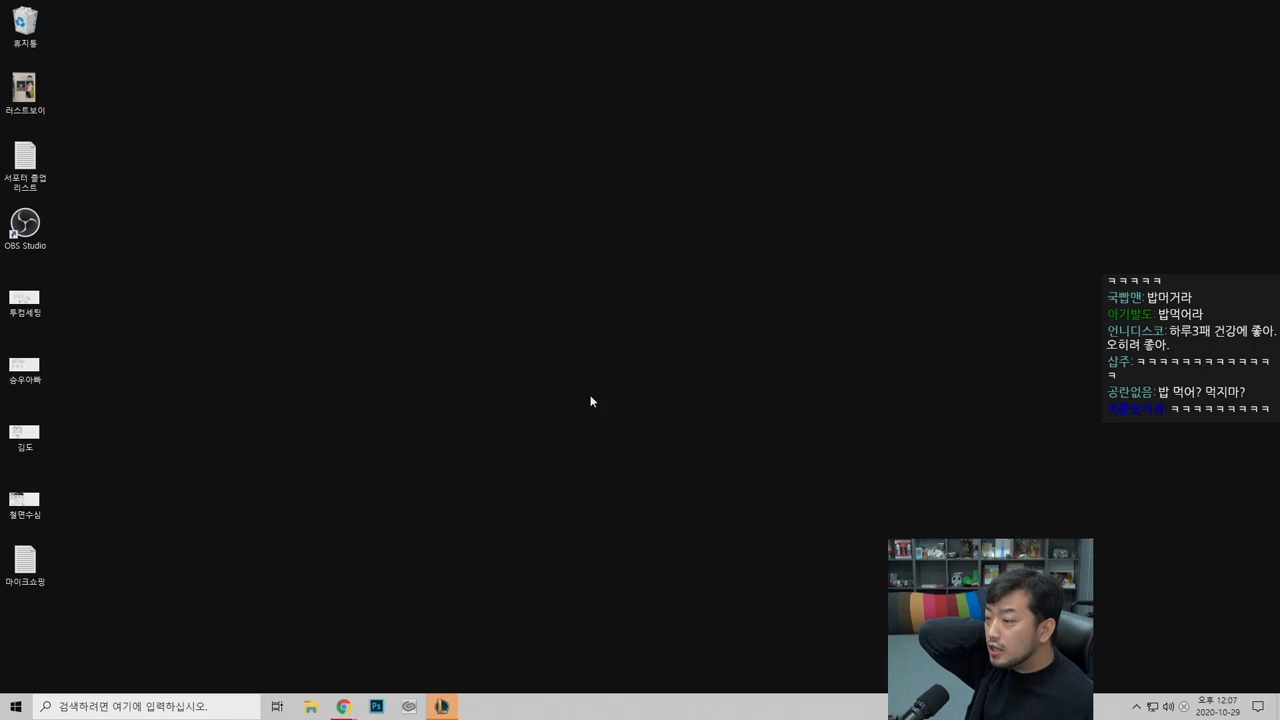 휴지통
러스트보이
서포터 졸업
리스트
OBS Studio
투컴세팅
승우아빠
김도
철면수심
마이크쇼핑
ㅋㅋㅋㅋㅋ
국빱맨: 밥머거라
아기발도: 밥먹어라
언니디스코: 하루3패 건강에 좋아.
오히려 좋아.
삽주: ㅋㅋㅋㅋㅋㅋㅋㅋㅋㅋㅋㅋ
ㅋ
공란없음: 밥 먹어? 먹지마?
ㅋㅋㅋㅋㅋㅋㅋㅋㅋ
검색하려면 여기에 입력하십시오.
Ps
오후 12:07
2020-10-29